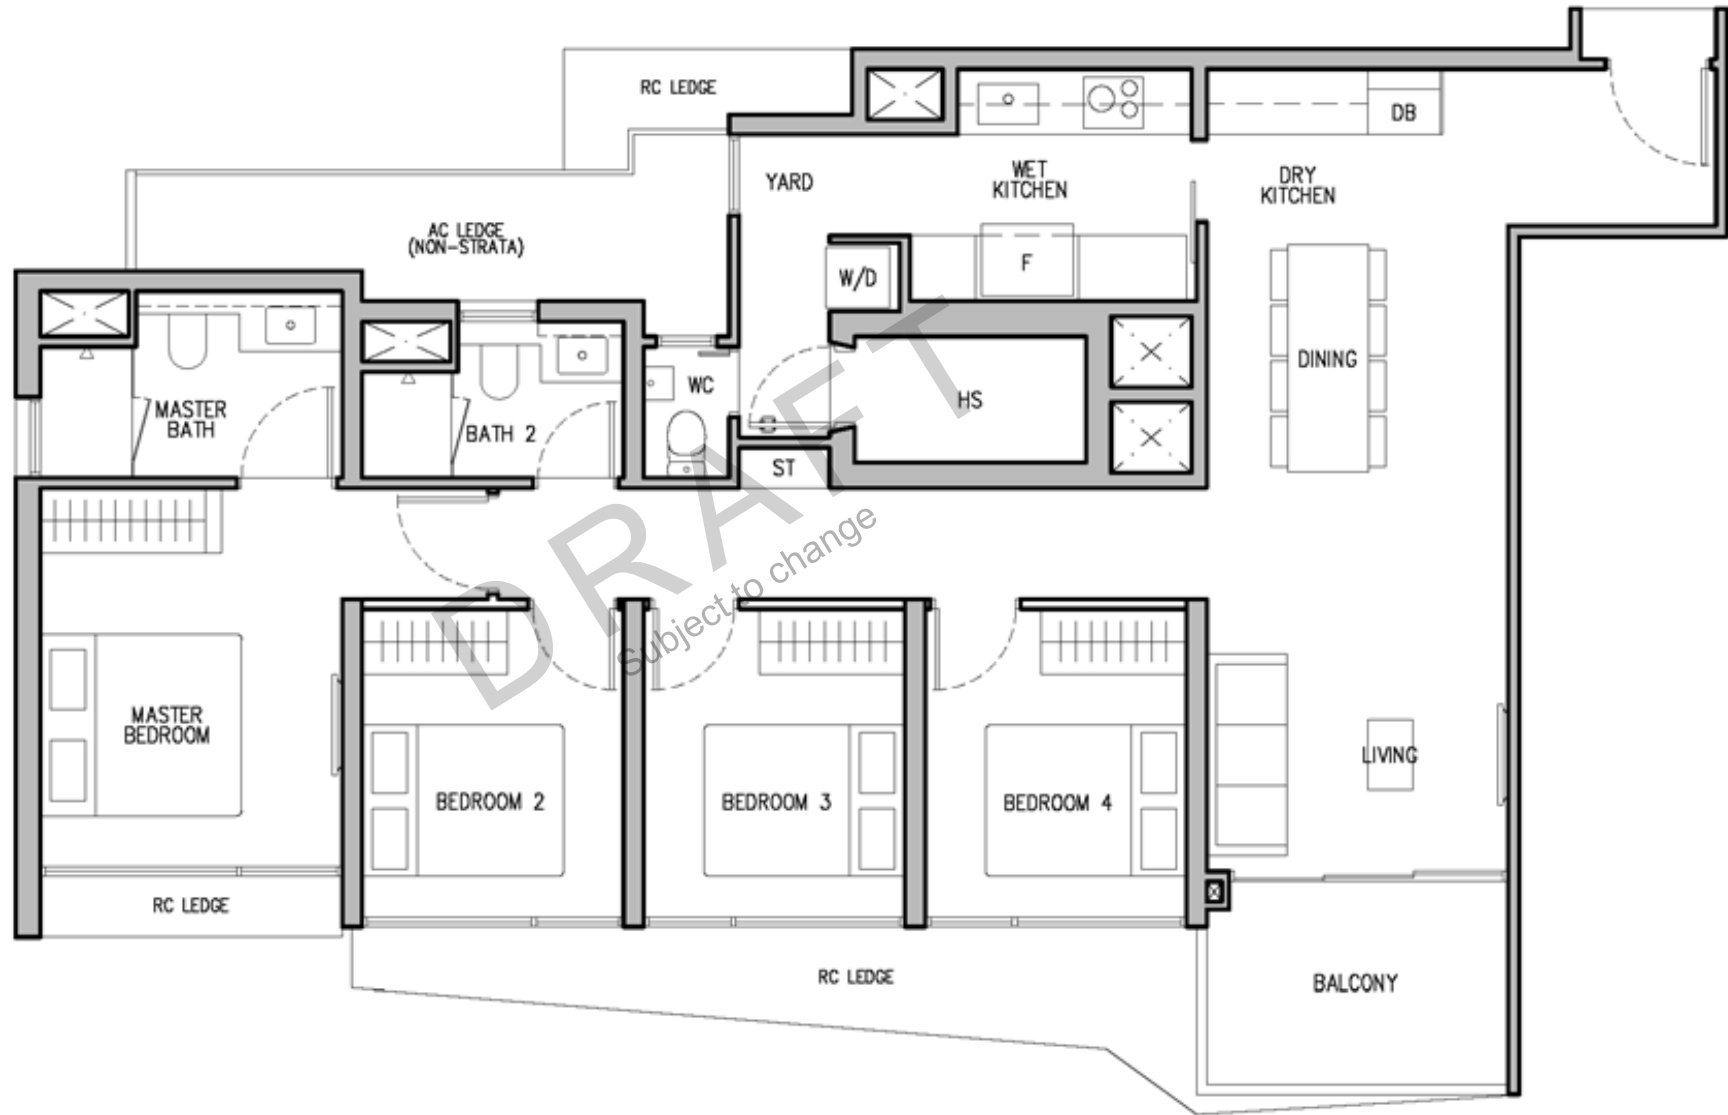 RC LEDGE
DB
YARD
WET
KITCHEN
DRY
KITCHEN
AC LEDGE
(NON-STRATA)
W/D
F
DINING
WC
HS
MASTER
BATH
BATH 2
ST
DRAFT
Subject to change
MASTER
BEDROOM
LIVING
BEDROOM 2
BEDROOM 3
BEDROOM 4
RC LEDGE
RC LEDGE
BALCONY